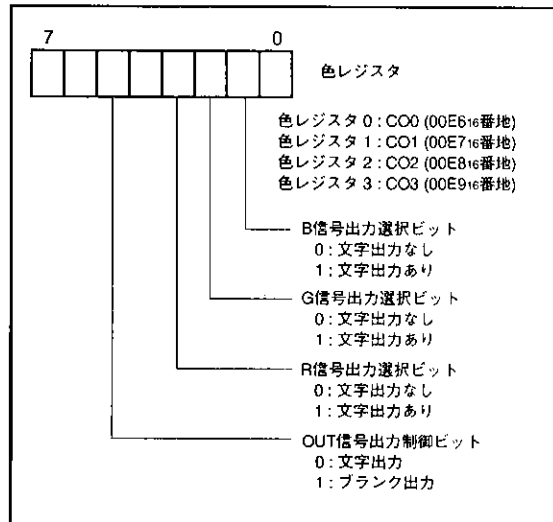 7 0
色レジスタ
色レジスタ 0 : CO0 (00E6₁₆番地)
色レジスタ 1 : CO1 (00E7₁₆番地)
色レジスタ 2 : CO2 (00E8₁₆番地)
色レジスタ 3 : CO3 (00E9₁₆番地)
B信号出力選択ビット
0 : 文字出力なし
1 : 文字出力あり
G信号出力選択ビット
0 : 文字出力なし
1 : 文字出力あり
R信号出力選択ビット
0 : 文字出力なし
1 : 文字出力あり
OUT信号出力制御ビット
0 : 文字出力
1 : ブランク出力